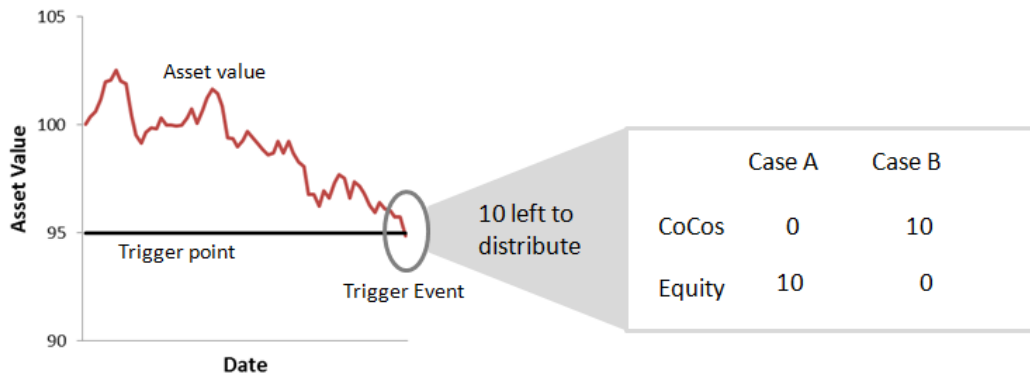 105
Asset value
100
Asset Value
95
Trigger point
Trigger Event
90
Date
10 left to
distribute
Case A Case B
CoCos 0 10
Equity 10 0